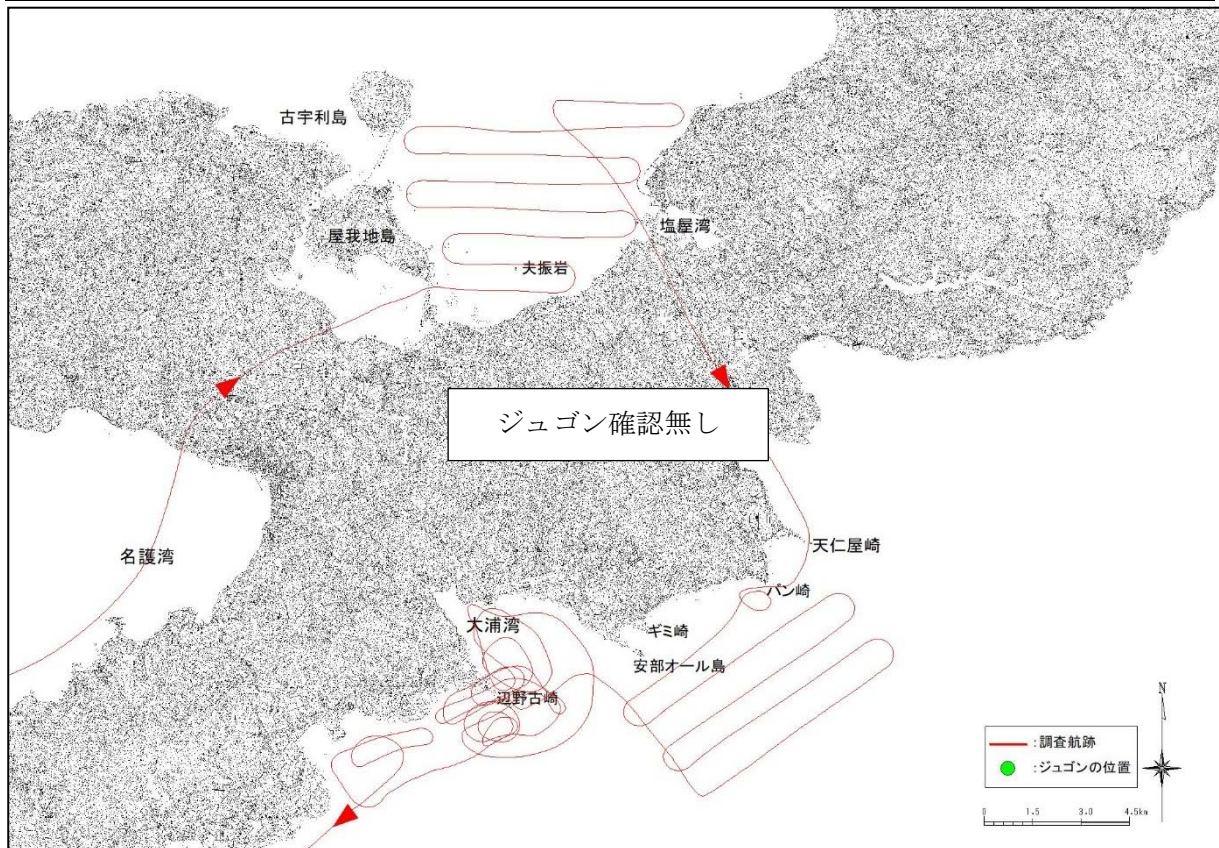 古宇利島
屋我地島
塩屋湾
夫振岩
ジュゴン確認無し
名護湾
天仁屋崎
バン崎
大浦湾
ギミ崎
安部オール島
辺野古崎
N
:調査航跡
:ジュゴンの位置
0 1.5 3.0 4.5km